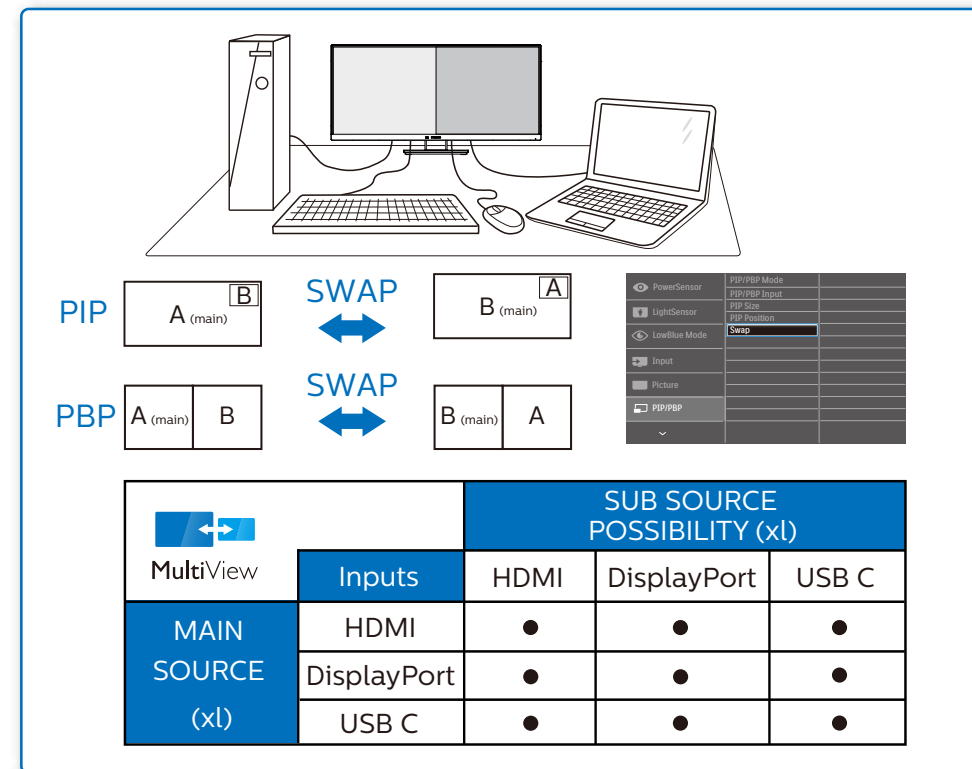 PIP
A (main)
B
SWAP
B (main)
A
PBP
A (main)
B
SWAP
B (main)
A
PowerSensor
LightSensor
LowBlue Mode
Input
Picture
PIP/PBP
PIP/PBP Mode
PIP/PBP Input
PIP Size
PIP Position
Swap
MultiView
SUB SOURCE
POSSIBILITY (xl)
Inputs HDMI DisplayPort USB C
MAIN
SOURCE
(xl)
HDMI ● ● ●
DisplayPort ● ● ●
USB C ● ● ●